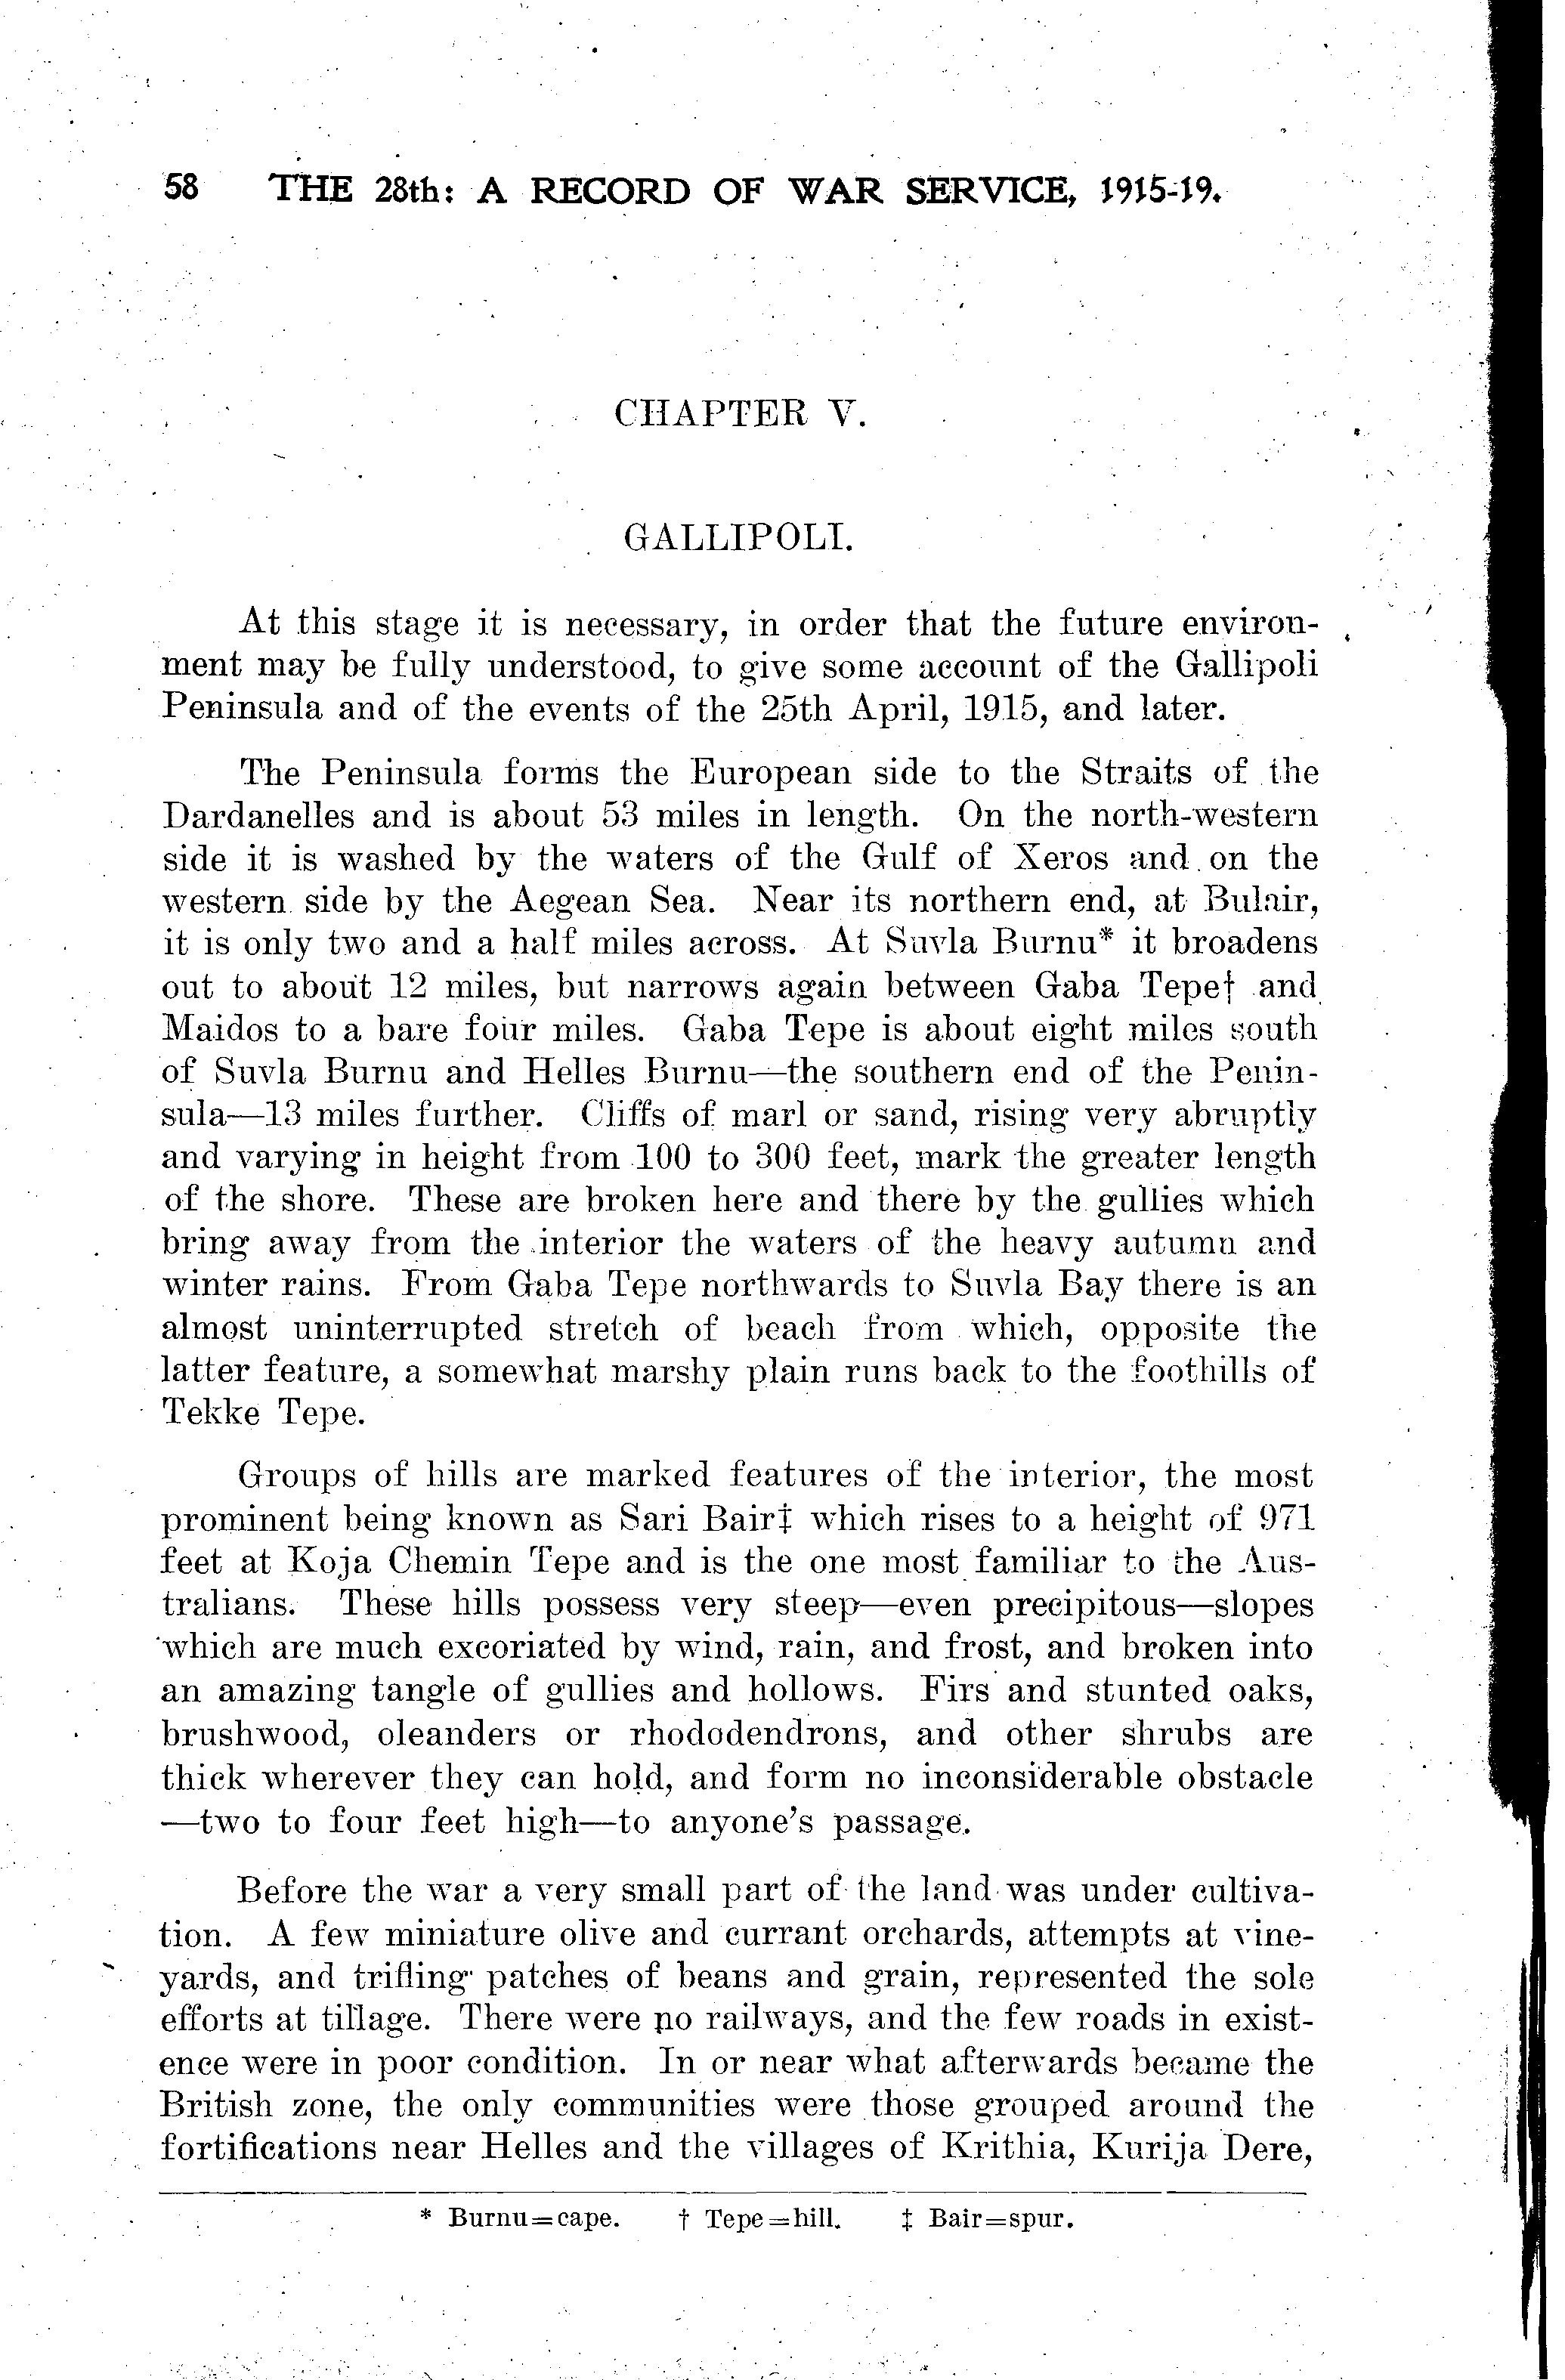 58 THE 28th: A RECORD OF WAR SERVICE, 1915-19.
CHAPTER V.
GALLIPOLI.
At this stage it is necessary, in order that the future environ-
ment may be fully understood, to give some account of the Gallipoli
Peninsula and of the events of the 25th April, 1915, and later.
The Peninsula forms the European side to the Straits of the
Dardanelles and is about 53 miles in length. On the north-western
side it is washed by the waters of the Gulf of Xeros and on the
western side by the Aegean Sea. Near its northern end, at Bulair,
it is only two and a half miles across. At Suvla Burnu* it broadens
out to about 12 miles, but narrows again between Gaba Tepe† and
Maidos to a bare four miles. Gaba Tepe is about eight miles south
of Suvla Burnu and Helles Burnu—the southern end of the Penin-
sula—13 miles further. Cliffs of marl or sand, rising very abruptly
and varying in height from 100 to 300 feet, mark the greater length
of the shore. These are broken here and there by the gullies which
bring away from the interior the waters of the heavy autumn and
winter rains. From Gaba Tepe northwards to Suvla Bay there is an
almost uninterrupted stretch of beach from which, opposite the
latter feature, a somewhat marshy plain runs back to the foothills of
Tekke Tepe.
Groups of hills are marked features of the interior, the most
prominent being known as Sari Bair‡ which rises to a height of 971
feet at Koja Chemin Tepe and is the one most familiar to the Aus-
tralians. These hills possess very steep—even precipitous—slopes
which are much excoriated by wind, rain, and frost, and broken into
an amazing tangle of gullies and hollows. Firs and stunted oaks,
brushwood, oleanders or rhododendrons, and other shrubs are
thick wherever they can hold, and form no inconsiderable obstacle
—two to four feet high—to anyone's passage.
Before the war a very small part of the land was under cultiva-
tion. A few miniature olive and currant orchards, attempts at vine-
yards, and trifling patches of beans and grain, represented the sole
efforts at tillage. There were no railways, and the few roads in exist-
ence were in poor condition. In or near what afterwards became the
British zone, the only communities were those grouped around the
fortifications near Helles and the villages of Krithia, Kurija Dere,
* Burnu=cape. † Tepe=hill. ‡ Bair=spur.